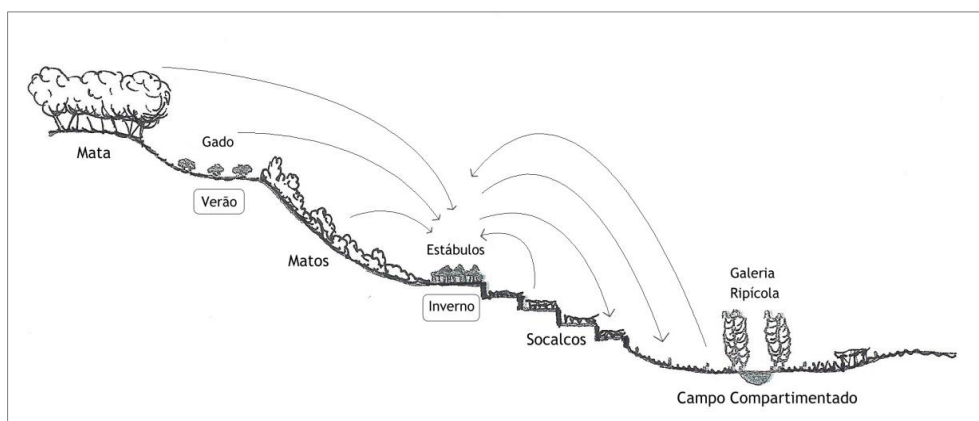 Mata
Gado
Verão
Matos
Estábulos
Inverno
Socalcos
Galeria
Ripícola
Campo Compartimentado